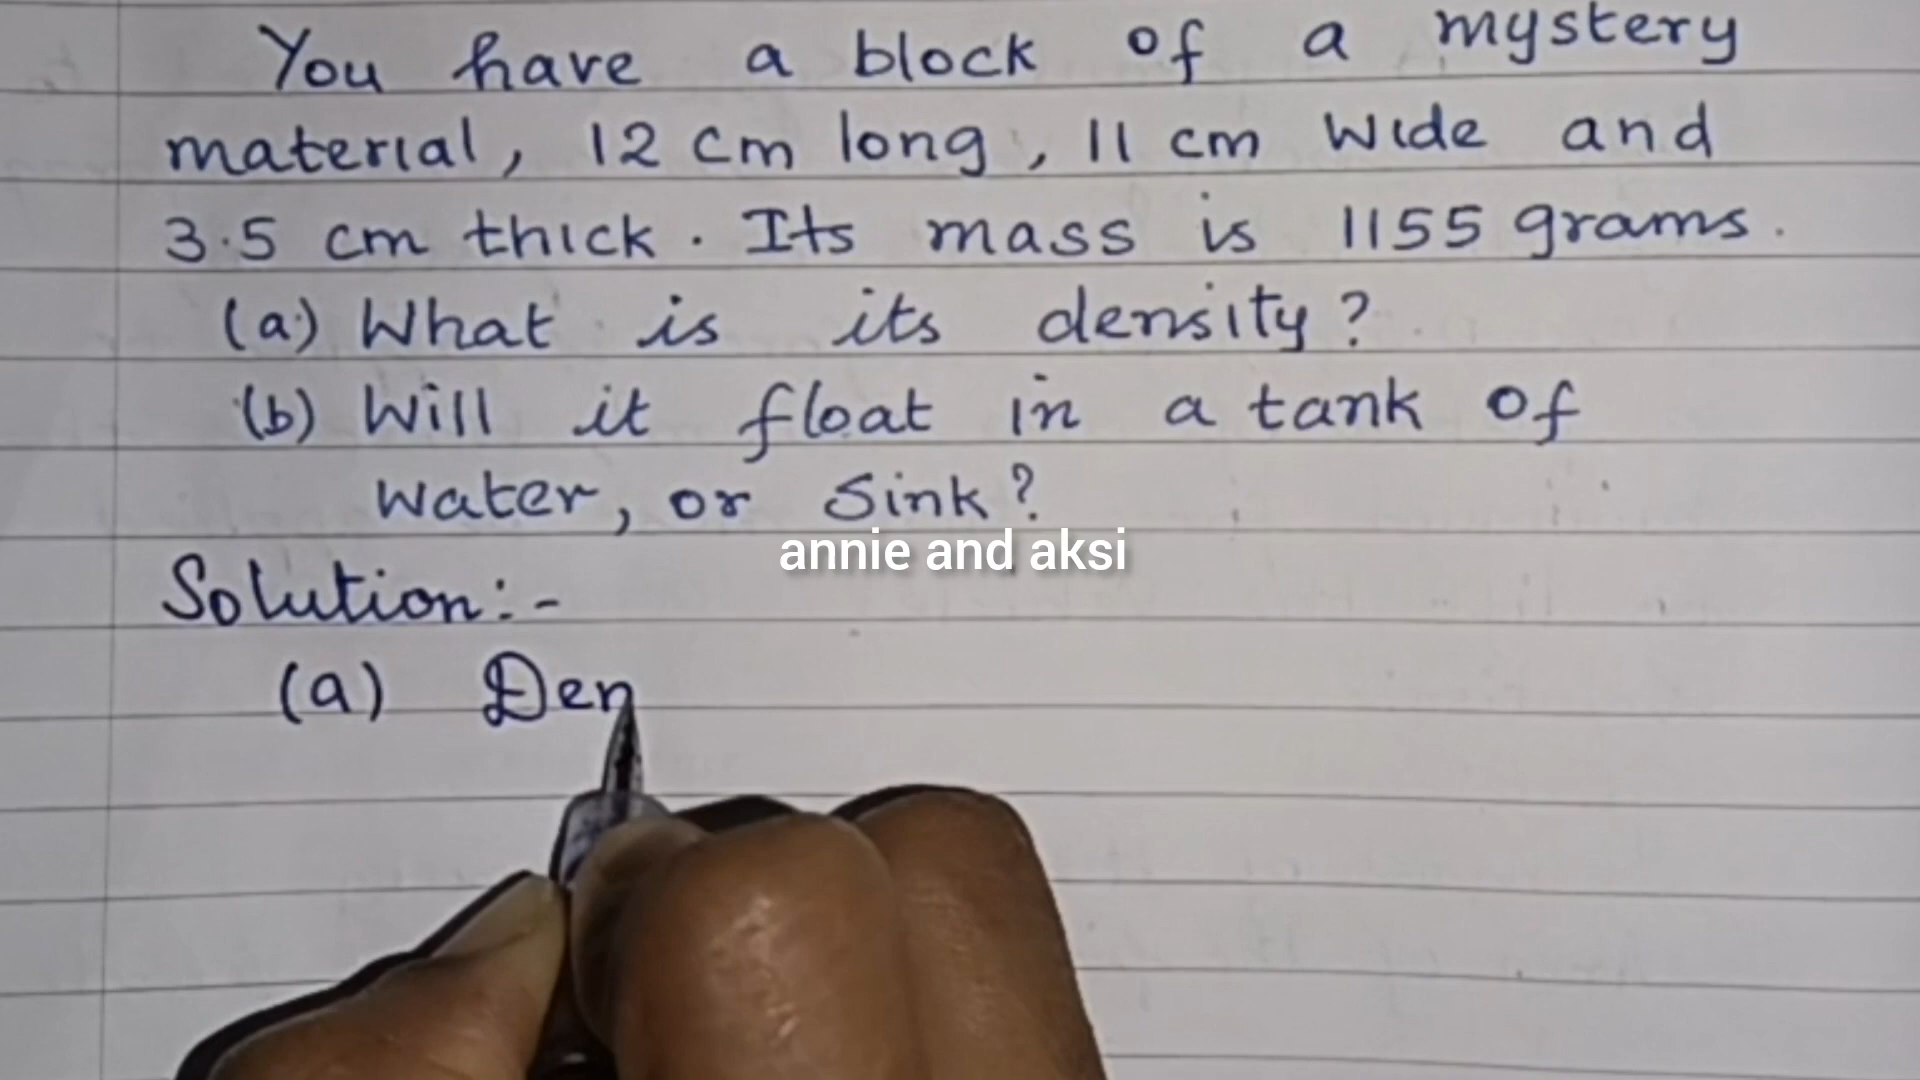 You have a block of a mystery
material, 12 cm long, 11 cm wide and
3.5 cm thick. Its mass is 1155 grams.
(a) What is its density?
(b) Will it float in a tank of
water, or sink?
annie and aksi
Solution:-
(a) Den